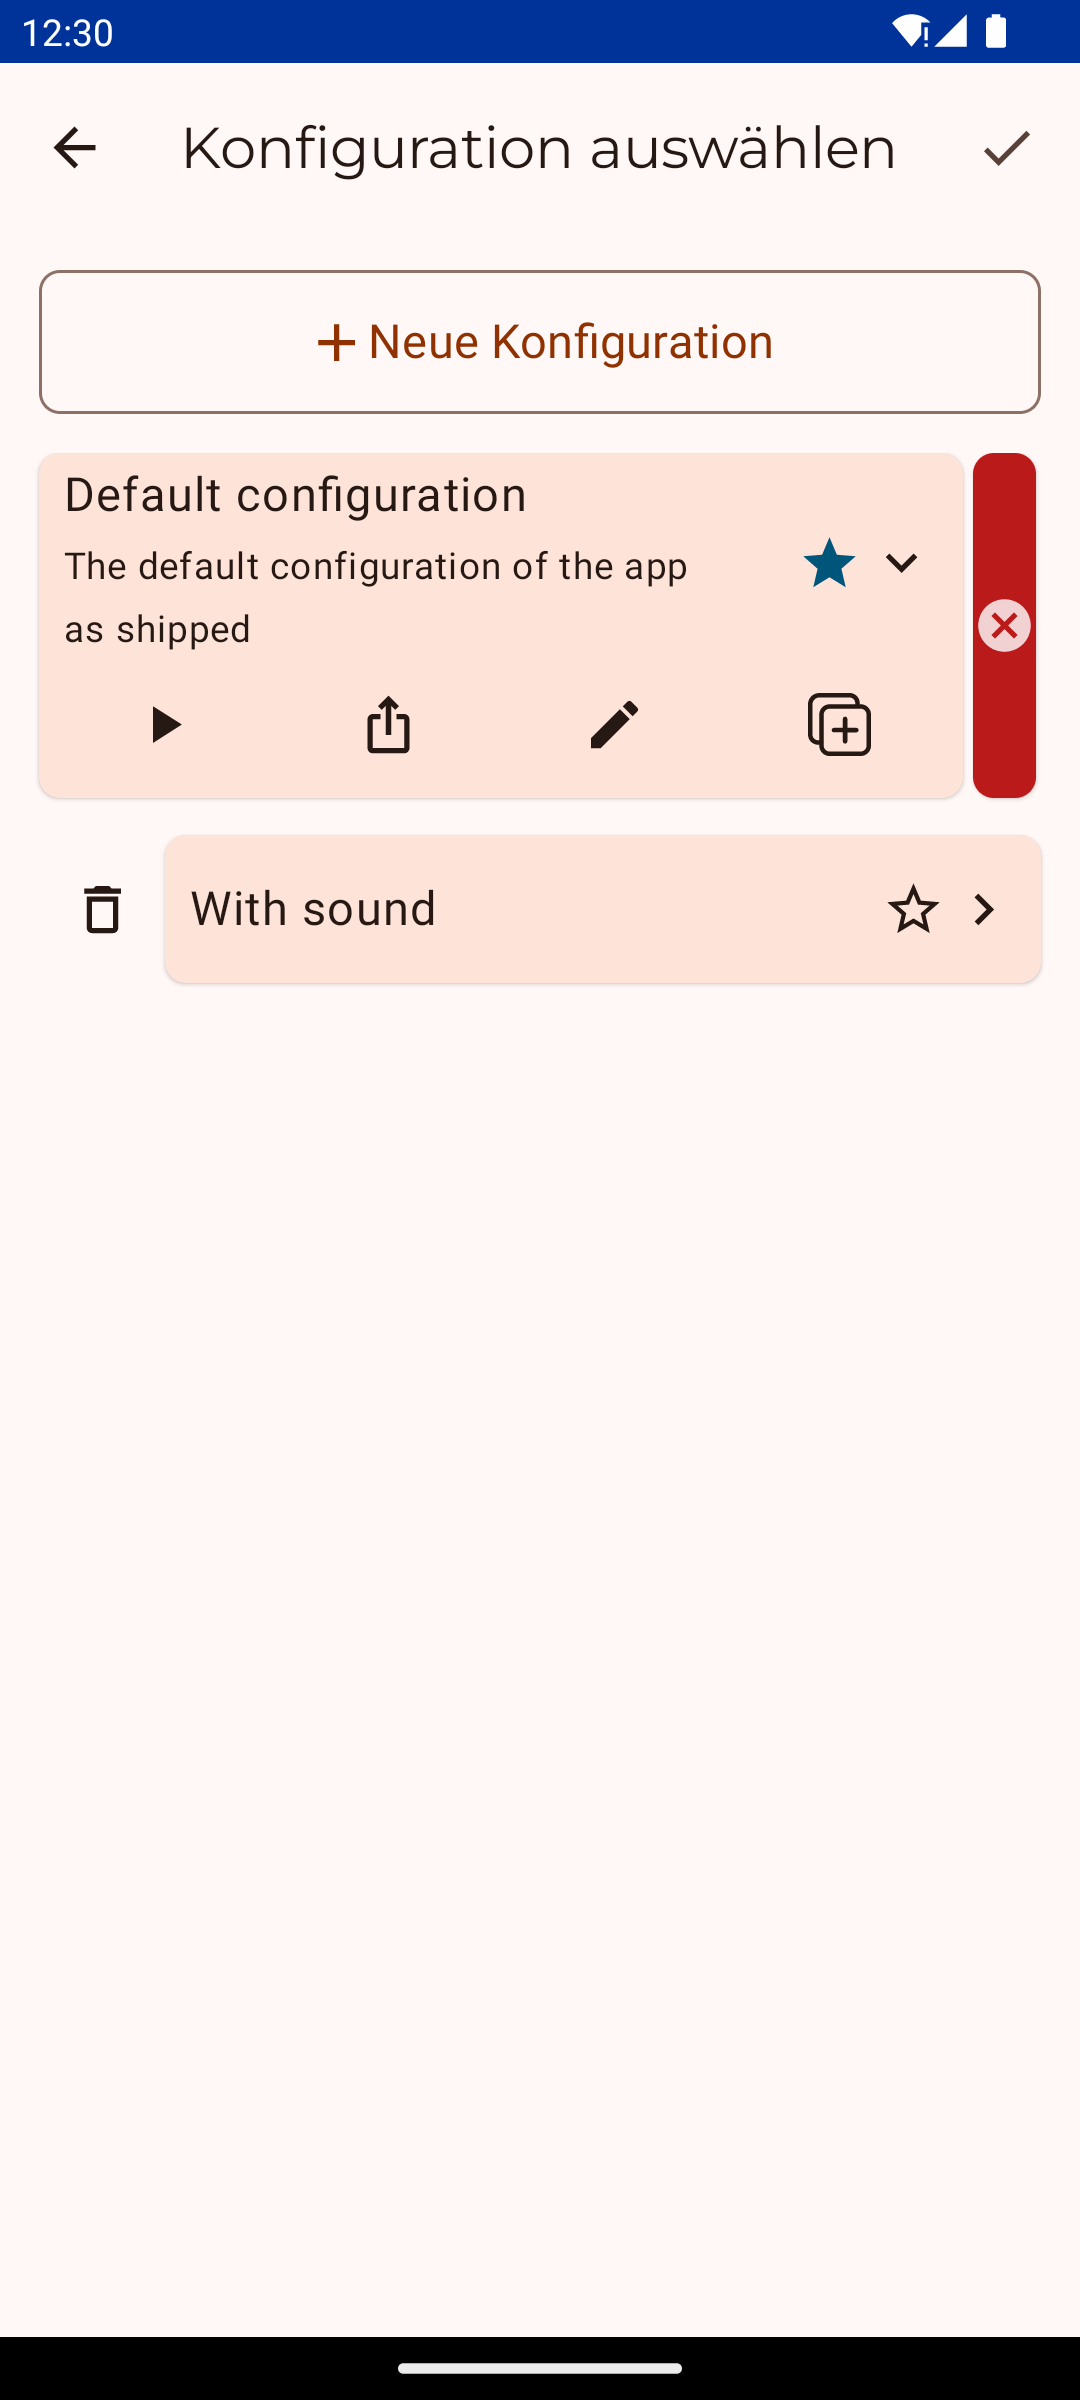 12:30
Konfiguration auswählen
Neue Konfiguration
Default configuration
The default configuration of the app
as shipped
With sound